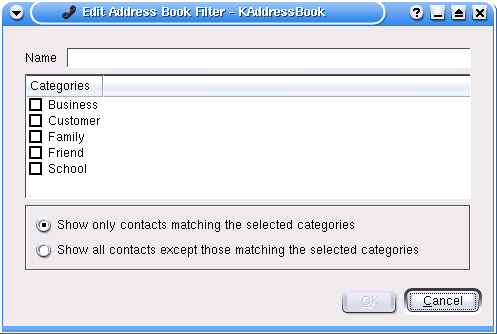 Edit Address Book Filter - KAddressBook
Name
Categories
Business
Customer
Family
Friend
School
Show only contacts matching the selected categories
Show all contacts except those matching the selected categories
OK Cancel